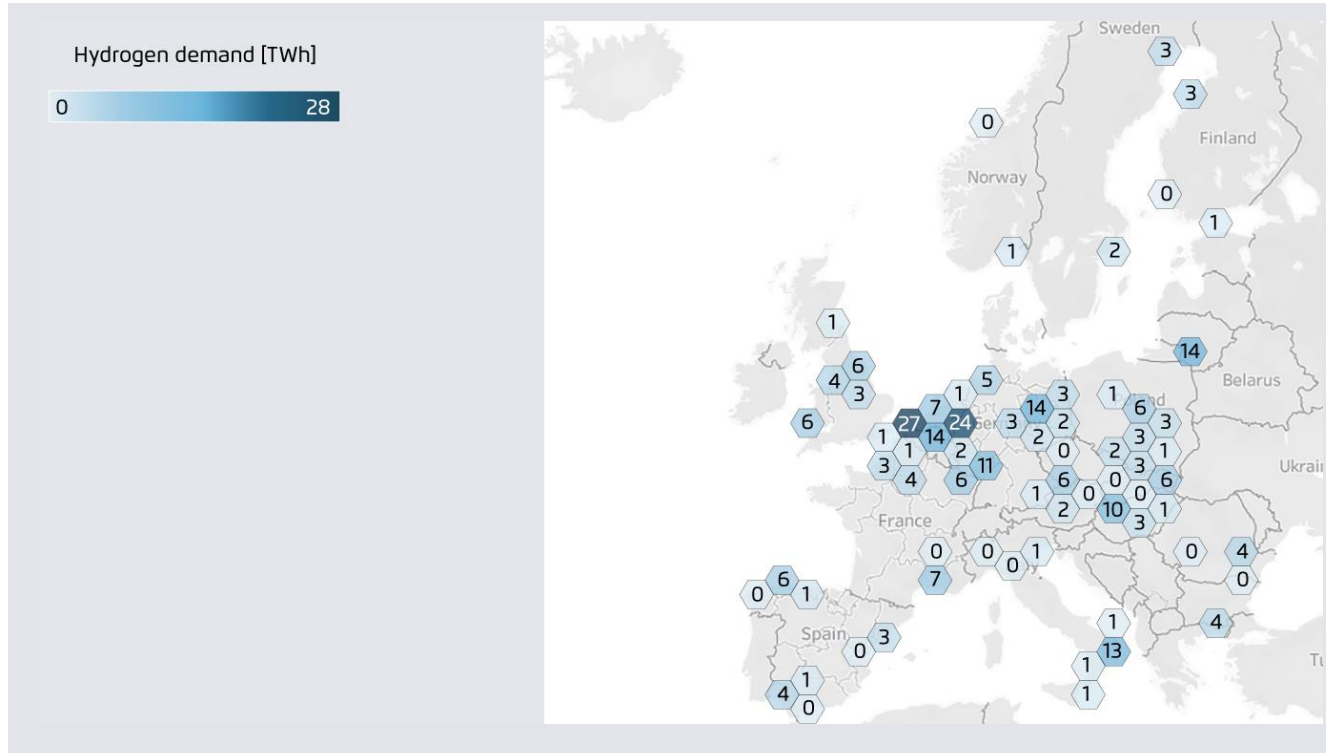 Hydrogen demand [TWh]
0 28
Sweden
3
3
0
Finland
Norway
0
1
1 2
1
14
6
4 5 Belarus
3 1 3 1
7 14 6
6 27 24 3 2 3
1 14 2 3
1 2 0 2 1
3 11 3 Ukrai
4 6 6 0 6
1 0 0
2 10 1
France 3
0 0 1 0 4
0
6 7 0
0 1
1 4
Spain 3
0 13
1
1
4 1
0